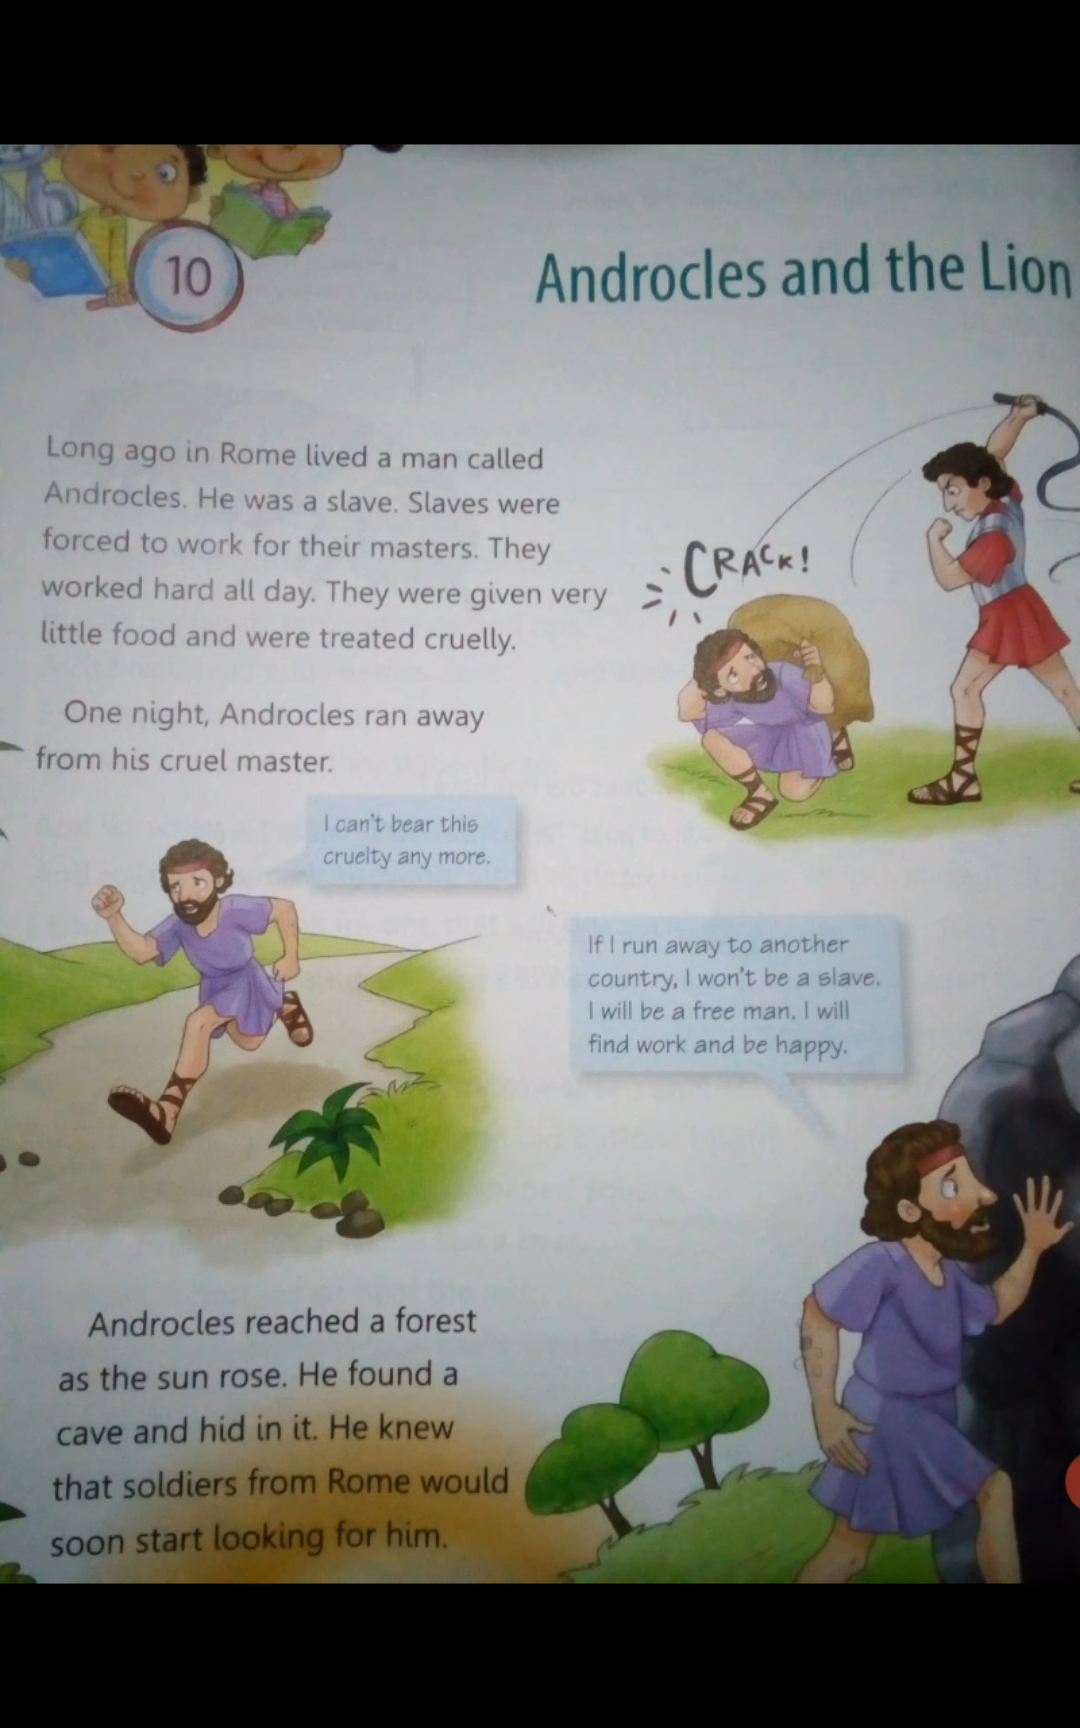 10
Androcles and the Lion
Long ago in Rome lived a man called
Androcles. He was a slave. Slaves were
forced to work for their masters. They
worked hard all day. They were given very
little food and were treated cruelly.
CRACK!
One night, Androcles ran away
from his cruel master.
I can't bear this
cruelty any more.
If I run away to another
country, I won't be a slave.
I will be a free man. I will
find work and be happy.
Androcles reached a forest
as the sun rose. He found a
cave and hid in it. He knew
that soldiers from Rome would
soon start looking for him.